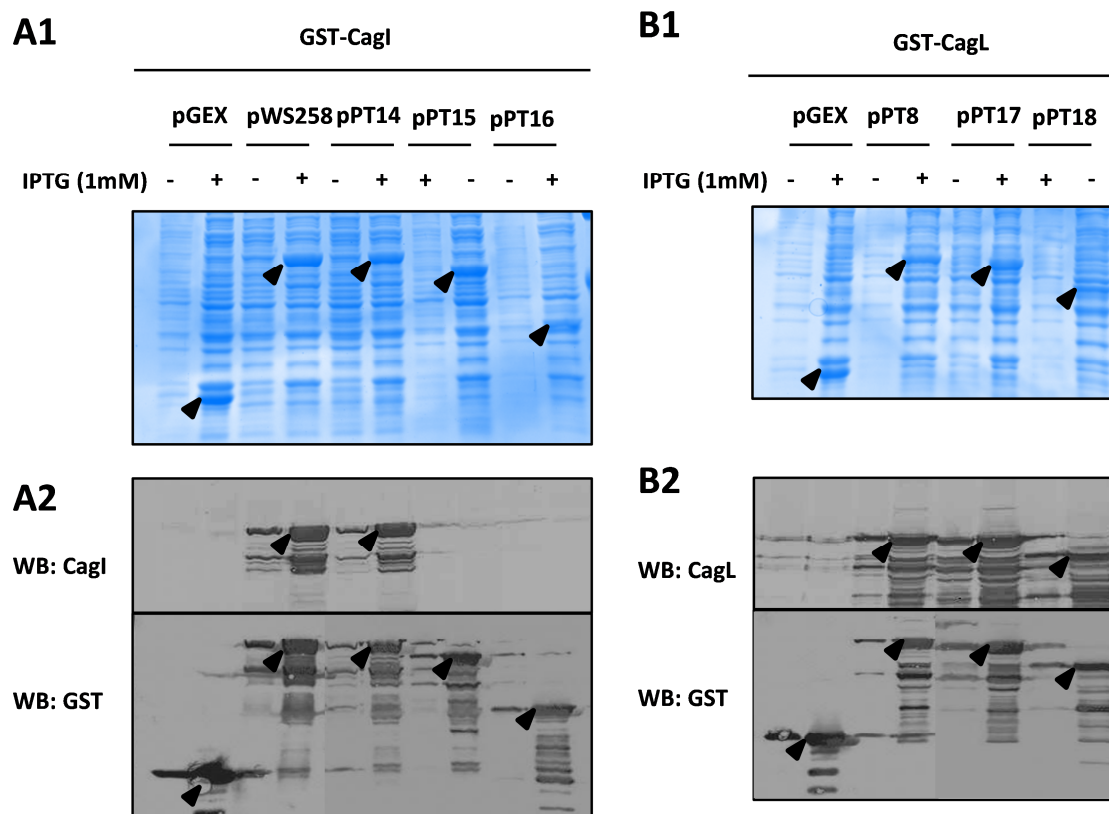 A1
GST-CagI
pGEX pWS258 pPT14 pPT15 pPT16
IPTG (1mM) - + - + - + + - - +
A2
WB: CagI
WB: GST
B1
GST-CagL
pGEX pPT8 pPT17 pPT18
IPTG (1mM) - + - + - + + -
B2
WB: CagL
WB: GST